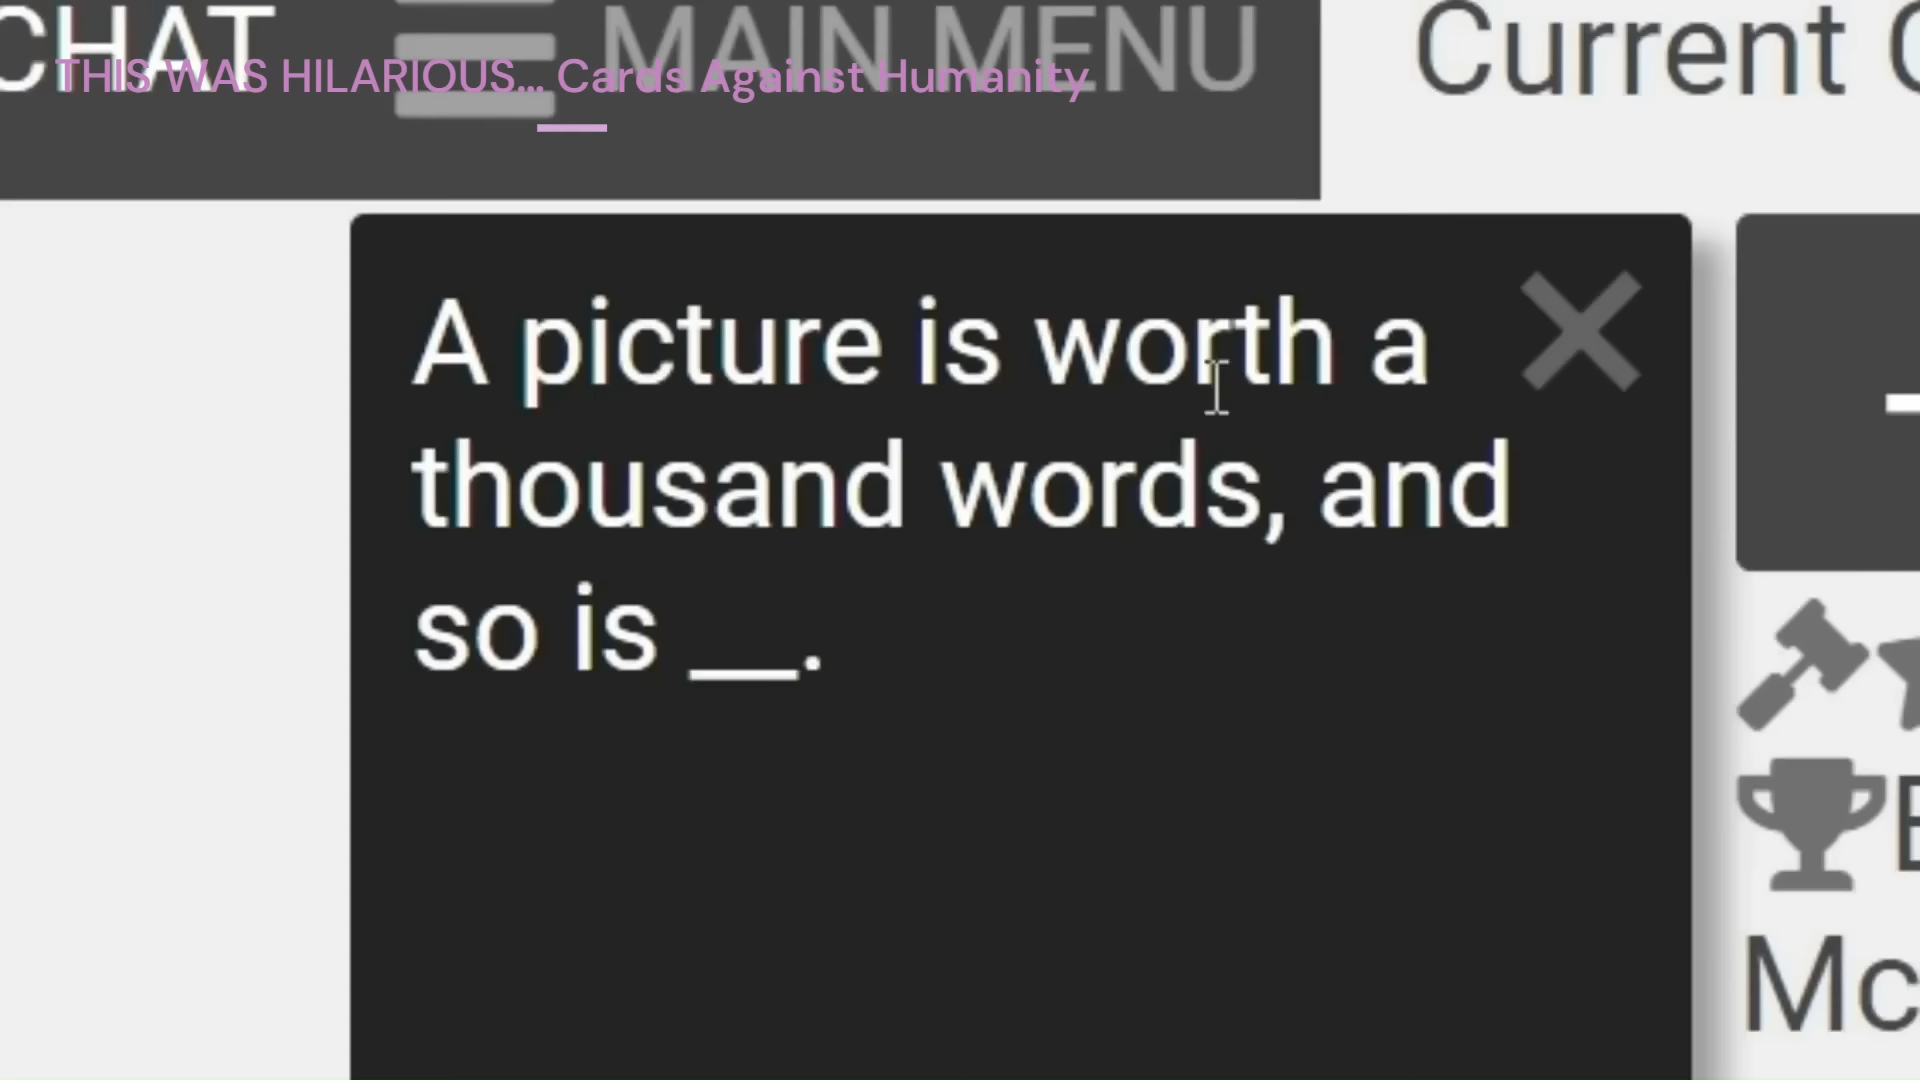 CHAT MAIN MENU
Current
THIS WAS HILARIOUS... Cards Against Humanity
A picture is worth a
thousand words, and
so is __.
Mc